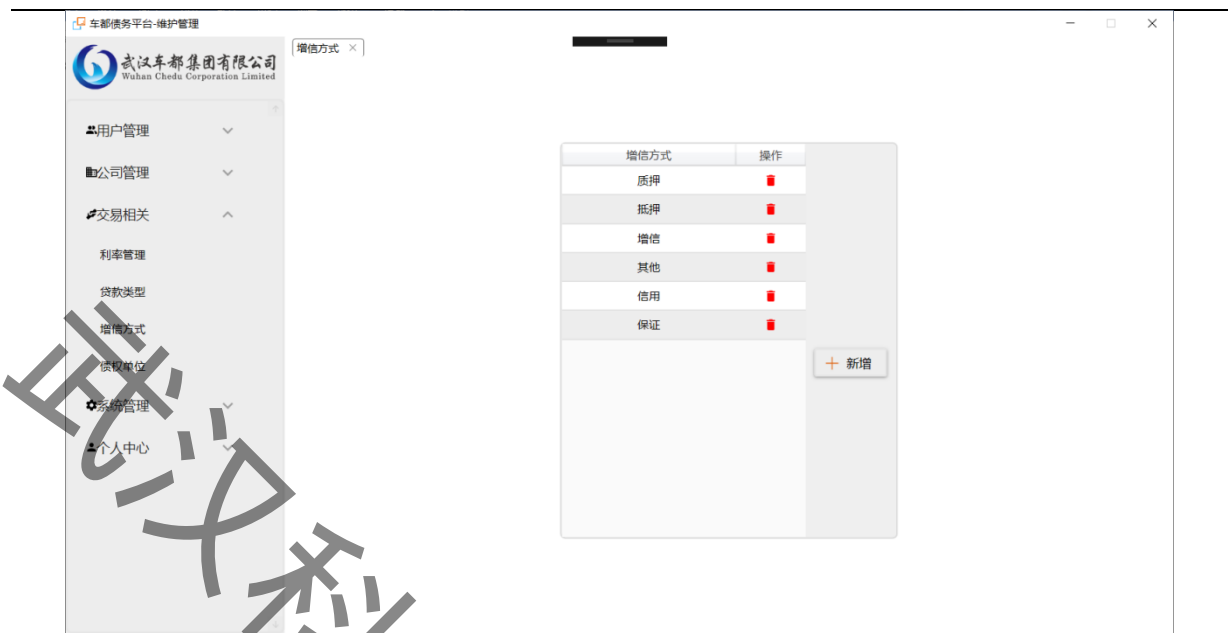 车都债务平台-维护管理
武汉车都集团有限公司
Wuhan Chedu Corporation Limited
增信方式
用户管理
公司管理
交易相关
利率管理
贷款类型
增信方式
债权单位
系统管理
个人中心
增信方式 操作
质押
抵押
增信
其他
信用
保证
新增
武汉科